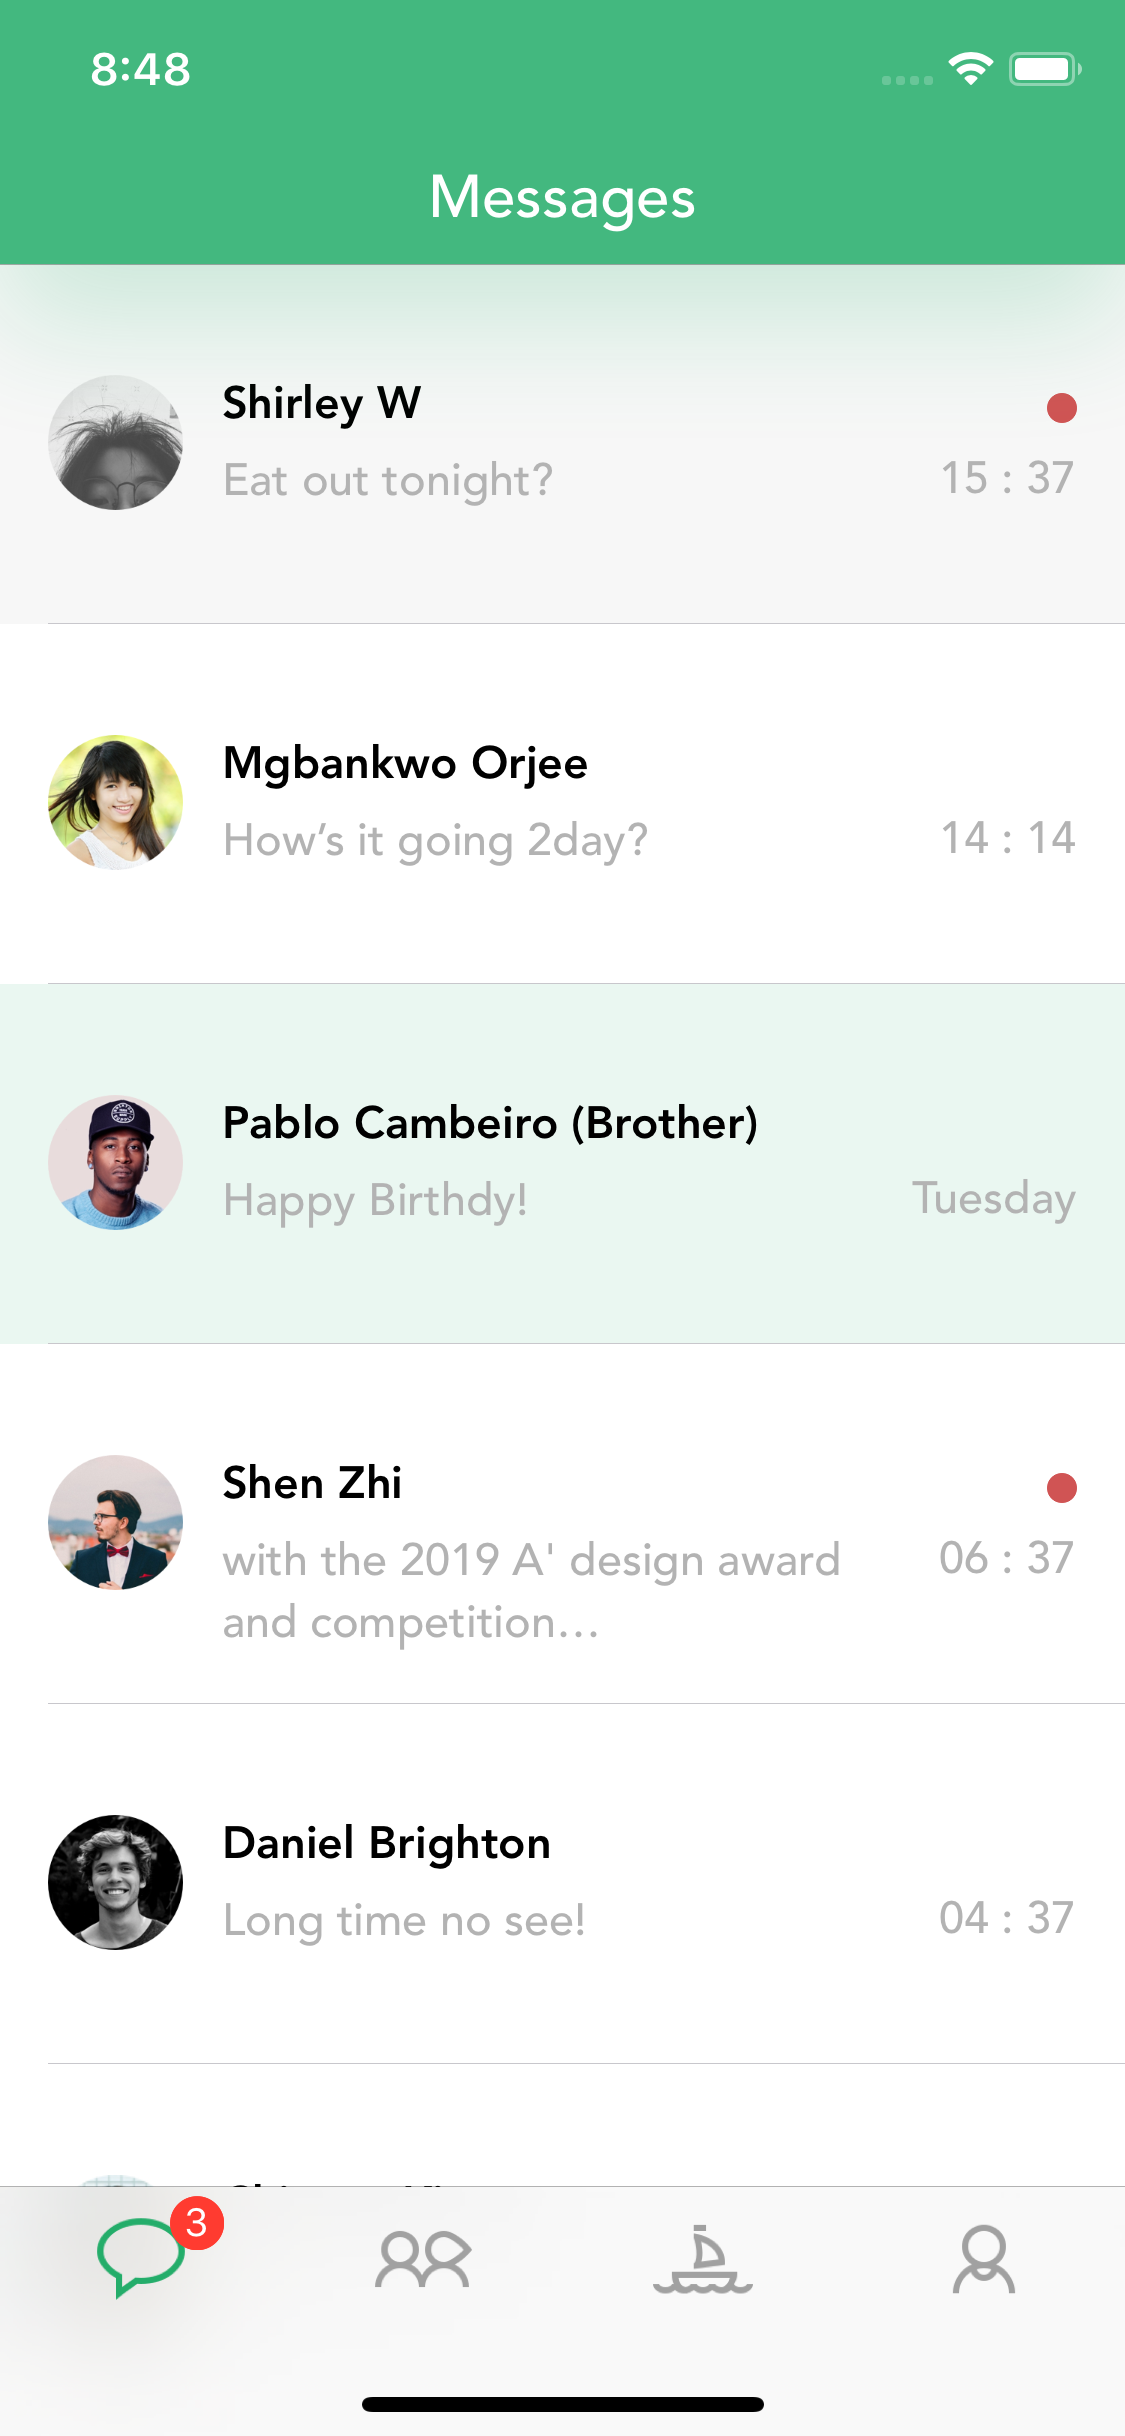 8:48
Messages
Shirley W
Eat out tonight?
15 : 37
Mgbankwo Orjee
How’s it going 2day?
14 : 14
Pablo Cambeiro (Brother)
Happy Birthdy!
Tuesday
Shen Zhi
with the 2019 A' design award
06 : 37
and competition...
Daniel Brighton
Long time no see!
04 : 37
3